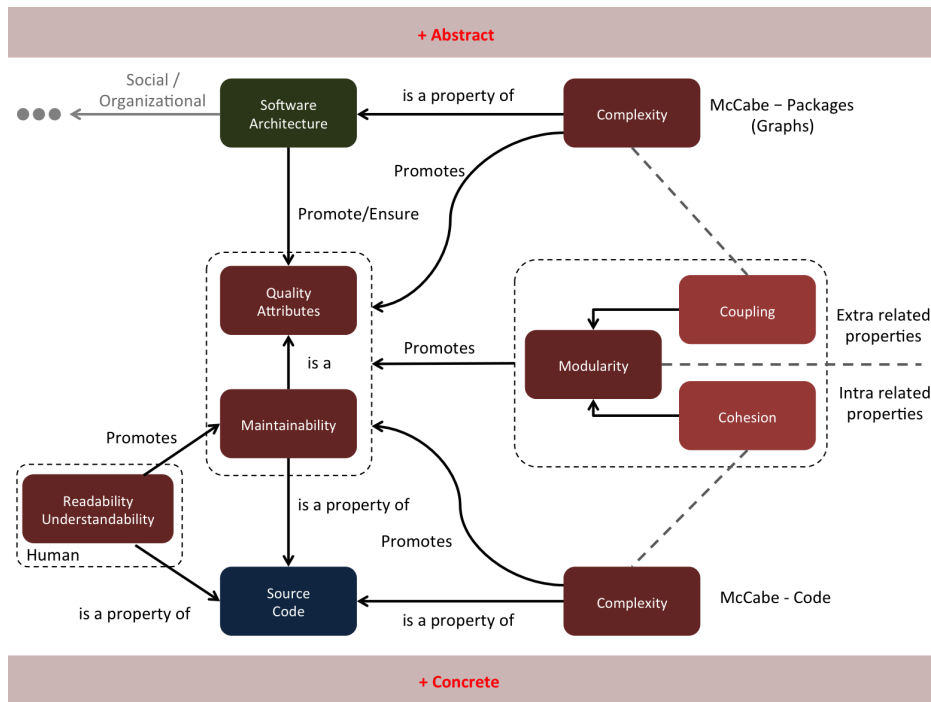 + Abstract
Social /
Organizational
Software
Architecture
is a property of
Complexity
McCabe – Packages
(Graphs)
Promotes
Promote/Ensure
Quality
Attributes
Coupling
Extra related
properties
is a
Promotes
Modularity
Intra related
properties
Maintainability
Cohesion
Promotes
Readability
Understandability
Human
is a property of
Promotes
is a property of
Source
Code
is a property of
Complexity
McCabe - Code
+ Concrete